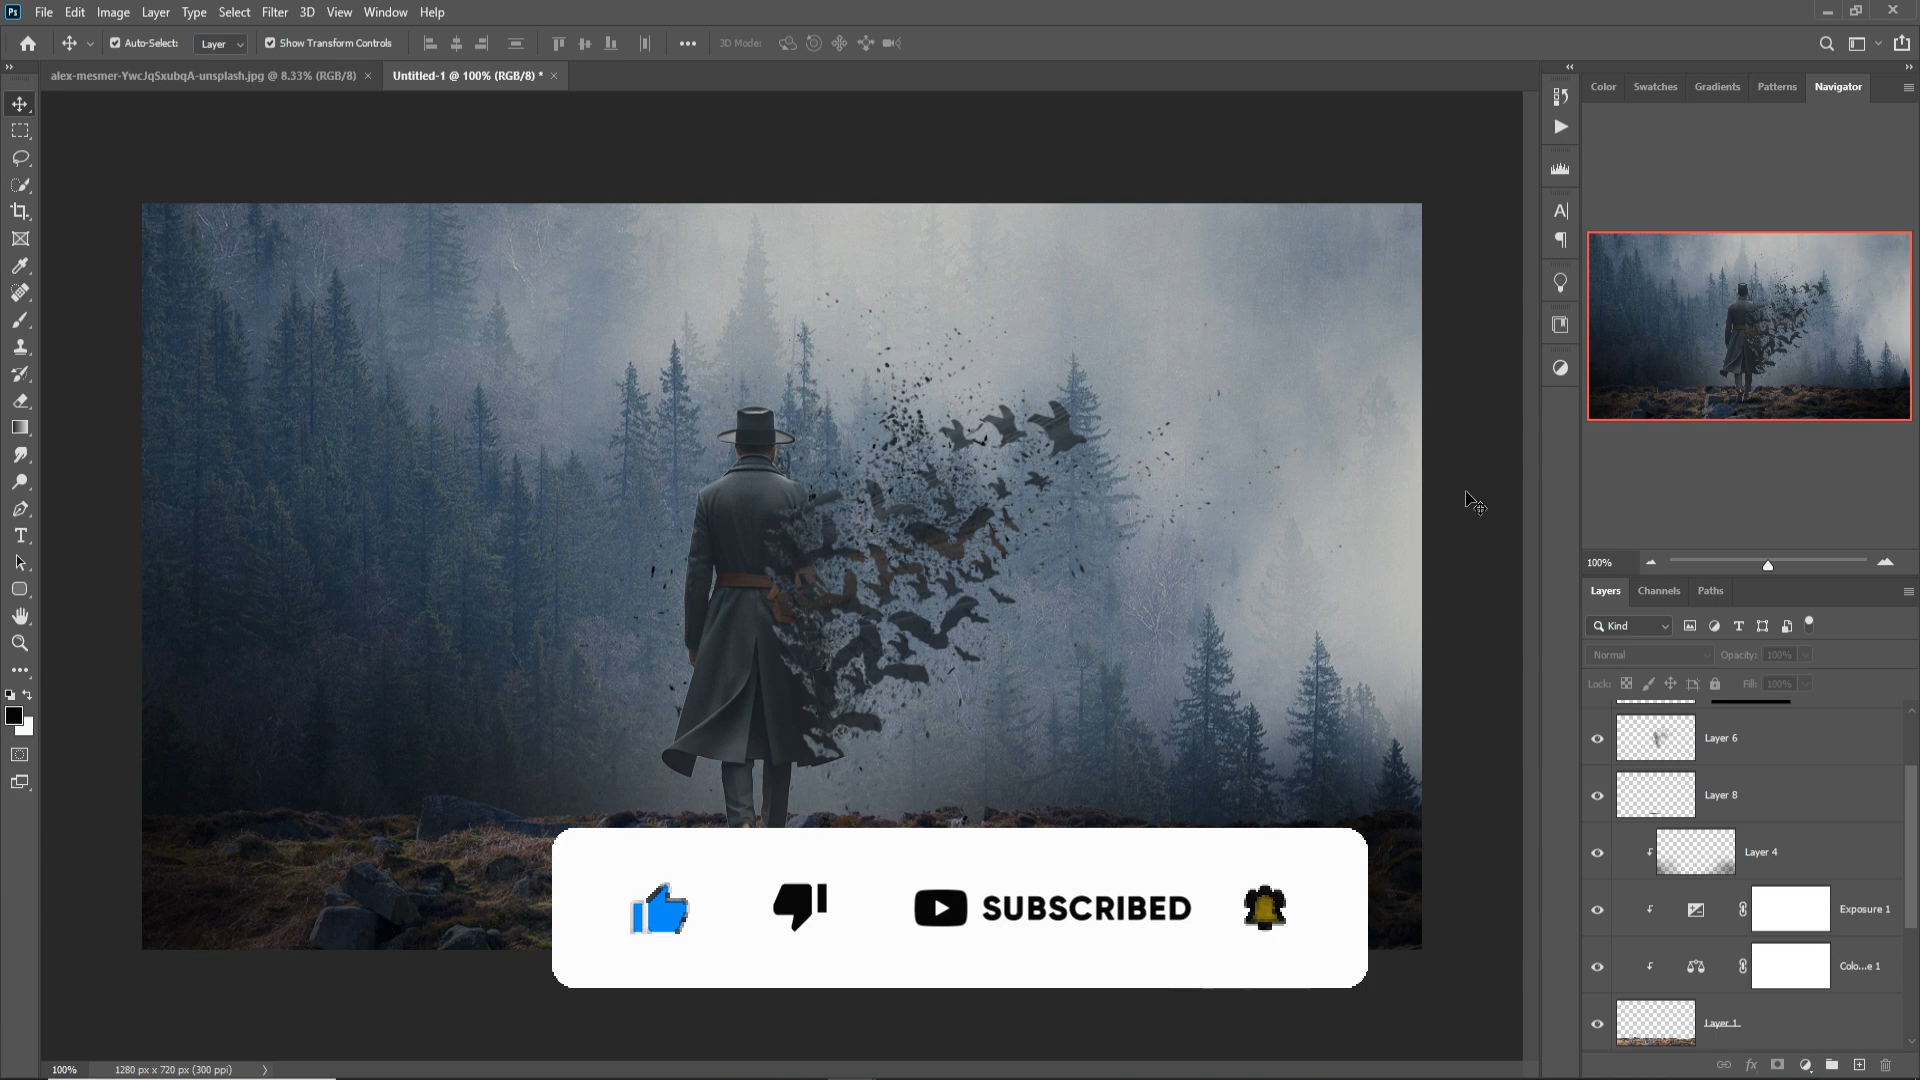 Ps File Edit Image Layer Type Select Filter 3D View Window Help
Auto-Select: Layer Show Transform Controls 3D Mode:
alex-mesmer-YwcJqSxubqA-unsplash.jpg @ 8.33% (RGB/8) × Untitled-1 @ 100% (RGB/8) * ×
Color Swatches Gradients Patterns Navigator
100%
Layers Channels Paths
Kind
Normal Opacity: 100%
Lock: Fill: 100%
Layer 6
Layer 8
Layer 4
Exposure 1
Colo...e 1
Layer 1
SUBSCRIBED
100% 1280 px x 720 px (300 ppi)